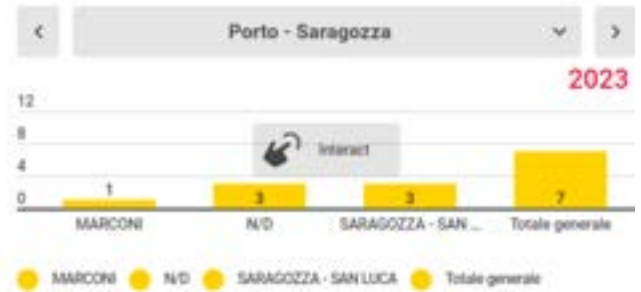 Porto - Saragozza
2023
12
8
4
0
Interact
1
3
3
7
MARCONI
N/D
SARAGOZZA - SAN ...
Totale generale
MARCONI N/D SARAGOZZA - SAN LUCA Totale generale